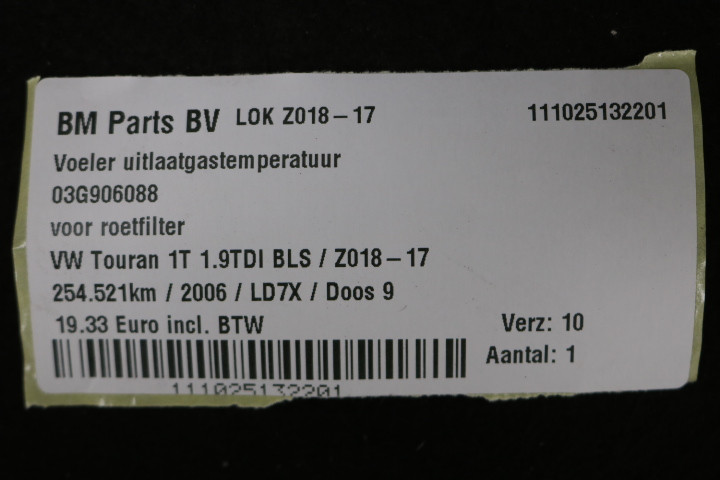 BM Parts BV LOK Z018-17 111025132201
Voeler uitlaatgastemperatuur
03G906088
voor roetfilter
VW Touran 1T 1.9TDI BLS / Z018-17
254.521km / 2006 / LD7X / Doos 9
19.33 Euro incl. BTW Verz: 10
Aantal: 1
111025132201